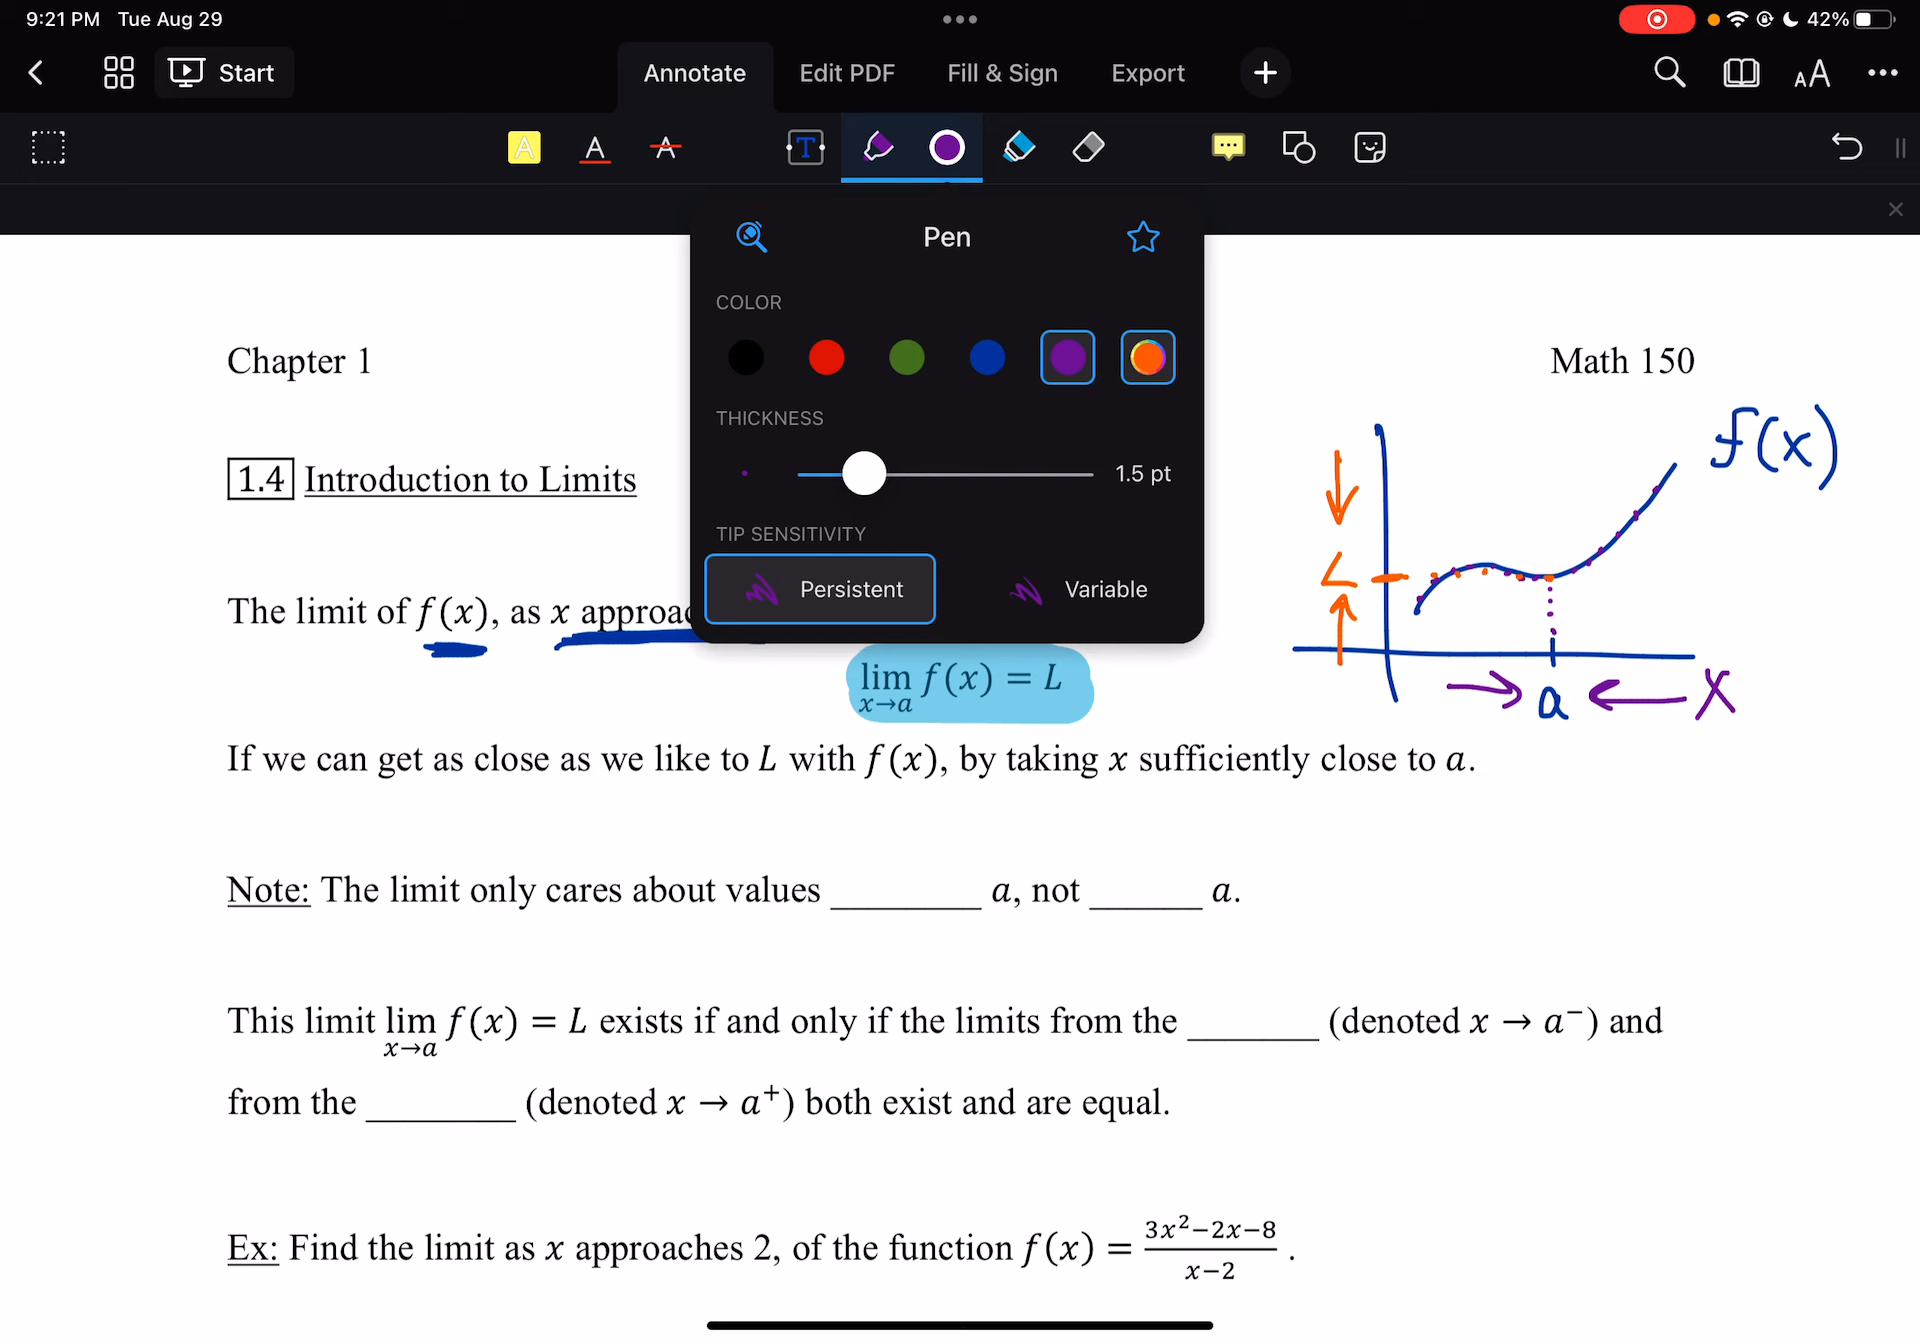 9:21 PM Tue Aug 29
42%
Start
Annotate
Edit PDF
Fill & Sign
Export
Pen
COLOR
THICKNESS
1.5 pt
TIP SENSITIVITY
Persistent
Variable
Chapter 1
Math 150
1.4 Introduction to Limits
f(x)
L
a
x
The limit of f(x), as x approac
lim f(x) = L
x→a
If we can get as close as we like to L with f(x), by taking x sufficiently close to a.
Note: The limit only cares about values ________ a, not ______ a.
This limit lim f(x) = L exists if and only if the limits from the _______ (denoted x → a⁻) and
x→a
from the ________ (denoted x → a⁺) both exist and are equal.
Ex: Find the limit as x approaches 2, of the function f(x) = 3x²−2x−8
x−2 .